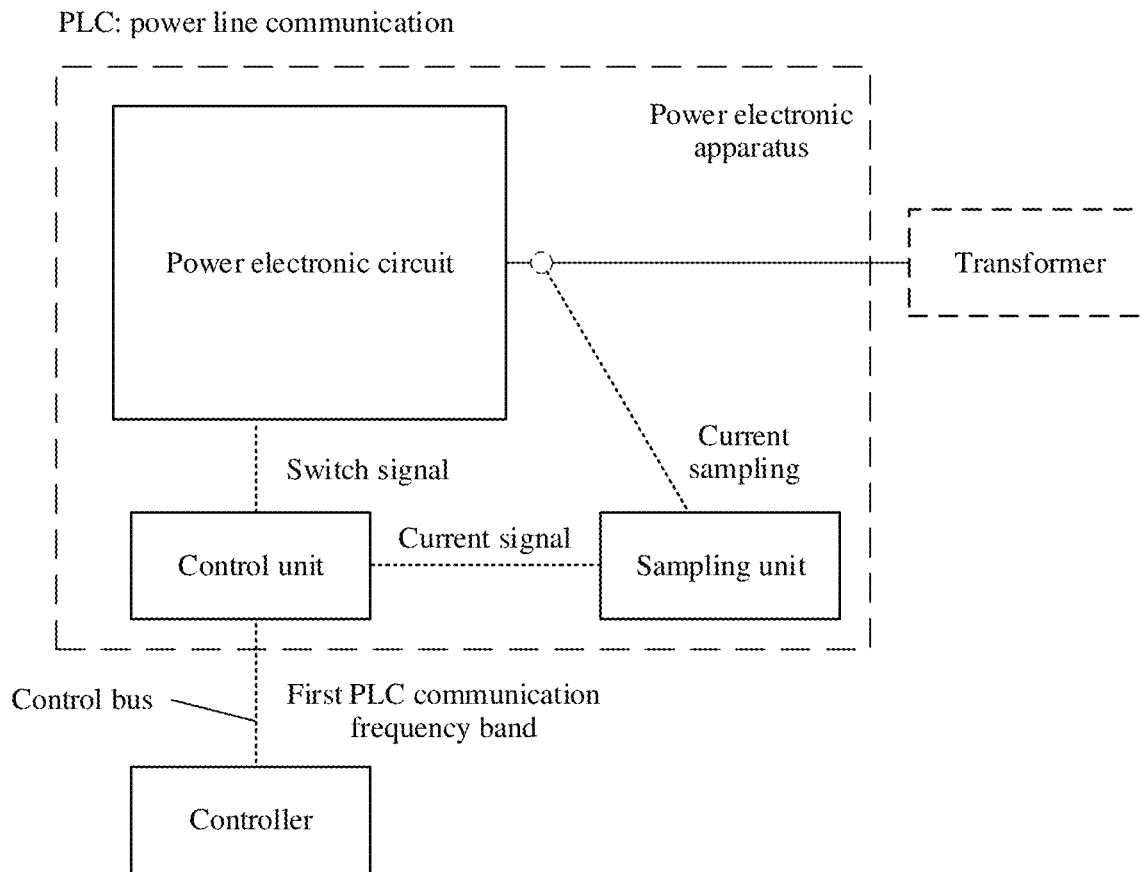 PLC: power line communication
Power electronic
apparatus
Power electronic circuit
Transformer
Current
sampling
Switch signal
Current signal
Control unit
Sampling unit
Control bus
First PLC communication
frequency band
Controller